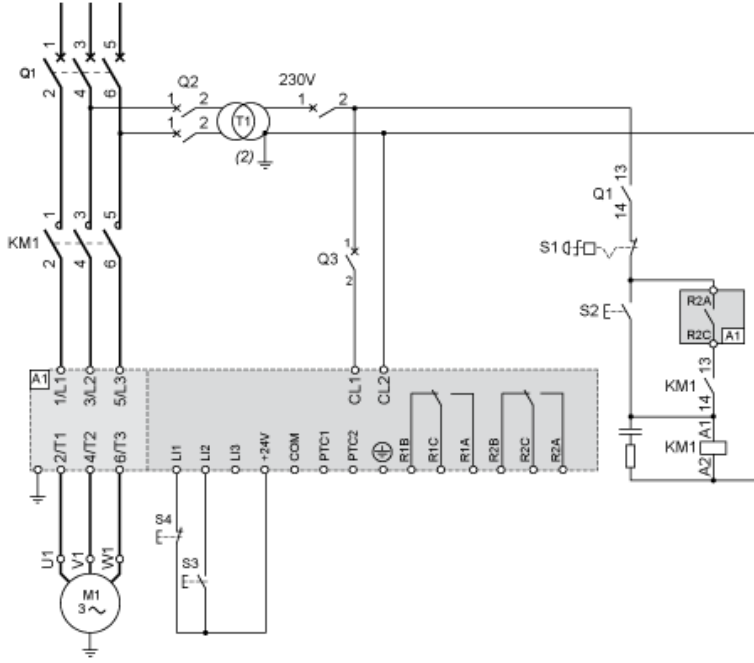 1 3 5
Q1
2 4 6
Q2
230V
1 2
1 2
1 2
T1
(2)
13
Q1
14
1 3 5
KM1
2 4 6
S1
1
Q3
2
S2
R2A
R2C
A1
13
KM1
14
A1
KM1
A2
A1
1/L1 3/L2 5/L3
CL1 CL2
2/T1 4/T2 6/T3
LI1 LI2 LI3 +24V COM PTC1 PTC2 R1B R1C R1A R2B R2C R2A
S4
S3
U1 V1 W1
M1
3